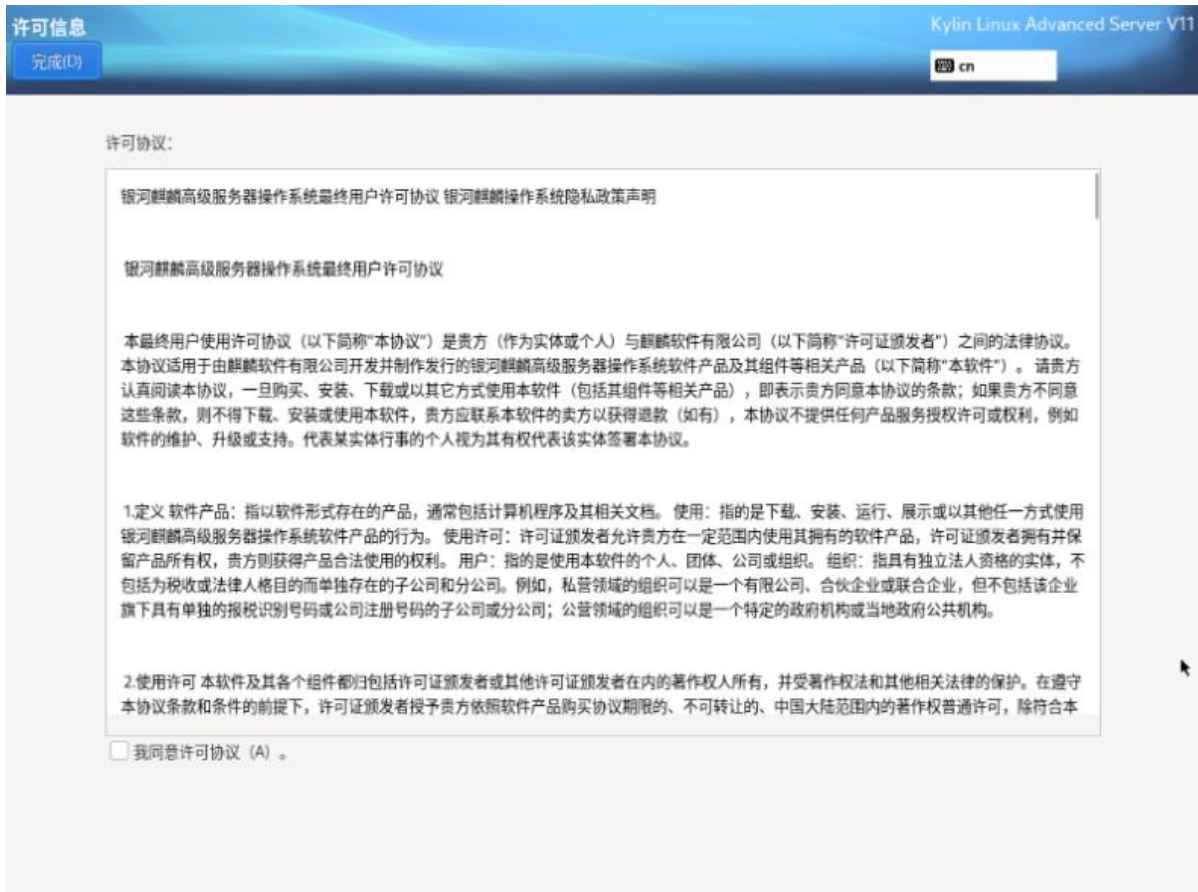 许可信息
Kylin Linux Advanced Server V11
完成(D)
cn
许可协议：
银河麒麟高级服务器操作系统最终用户许可协议 银河麒麟操作系统隐私政策声明
银河麒麟高级服务器操作系统最终用户许可协议
本最终用户使用许可协议（以下简称“本协议”）是贵方（作为实体或个人）与麒麟软件有限公司（以下简称“许可证颁发者”）之间的法律协议。
本协议适用于由麒麟软件有限公司开发并制作发行的银河麒麟高级服务器操作系统软件产品及其组件等相关产品（以下简称“本软件”）。 请贵方
认真阅读本协议，一旦购买、安装、下载或以其它方式使用本软件（包括其组件等相关产品），即表示贵方同意本协议的条款；如果贵方不同意
这些条款，则不得下载、安装或使用本软件，贵方应联系本软件的卖方以获得退款（如有），本协议不提供任何产品服务授权许可或权利，例如
软件的维护、升级或支持。代表某实体行事的个人视为其有权代表该实体签署本协议。
1.定义 软件产品：指以软件形式存在的产品，通常包括计算机程序及其相关文档。 使用：指的是下载、安装、运行、展示或以其他任一方式使用
银河麒麟高级服务器操作系统软件产品的行为。 使用许可：许可证颁发者允许贵方在一定范围内使用其拥有的软件产品，许可证颁发者拥有并保
留产品所有权，贵方则获得产品合法使用的权利。 用户：指的是使用本软件的个人、团体、公司或组织。 组织：指具有独立法人资格的实体，不
包括为税收或法律人格目的而单独存在的子公司和分公司。例如，私营领域的组织可以是一个有限公司、合伙企业或联合企业，但不包括该企业
旗下具有单独的报税识别号码或公司注册号码的子公司或分公司；公营领域的组织可以是一个特定的政府机构或当地政府公共机构。
2.使用许可 本软件及其各个组件都归包括许可证颁发者或其他许可证颁发者在内的著作权人所有，并受著作权法和其他相关法律的保护。在遵守
本协议条款和条件的前提下，许可证颁发者授予贵方依照软件产品购买协议期限的、不可转让的、中国大陆范围内的著作权普通许可，除符合本
我同意许可协议（A）。